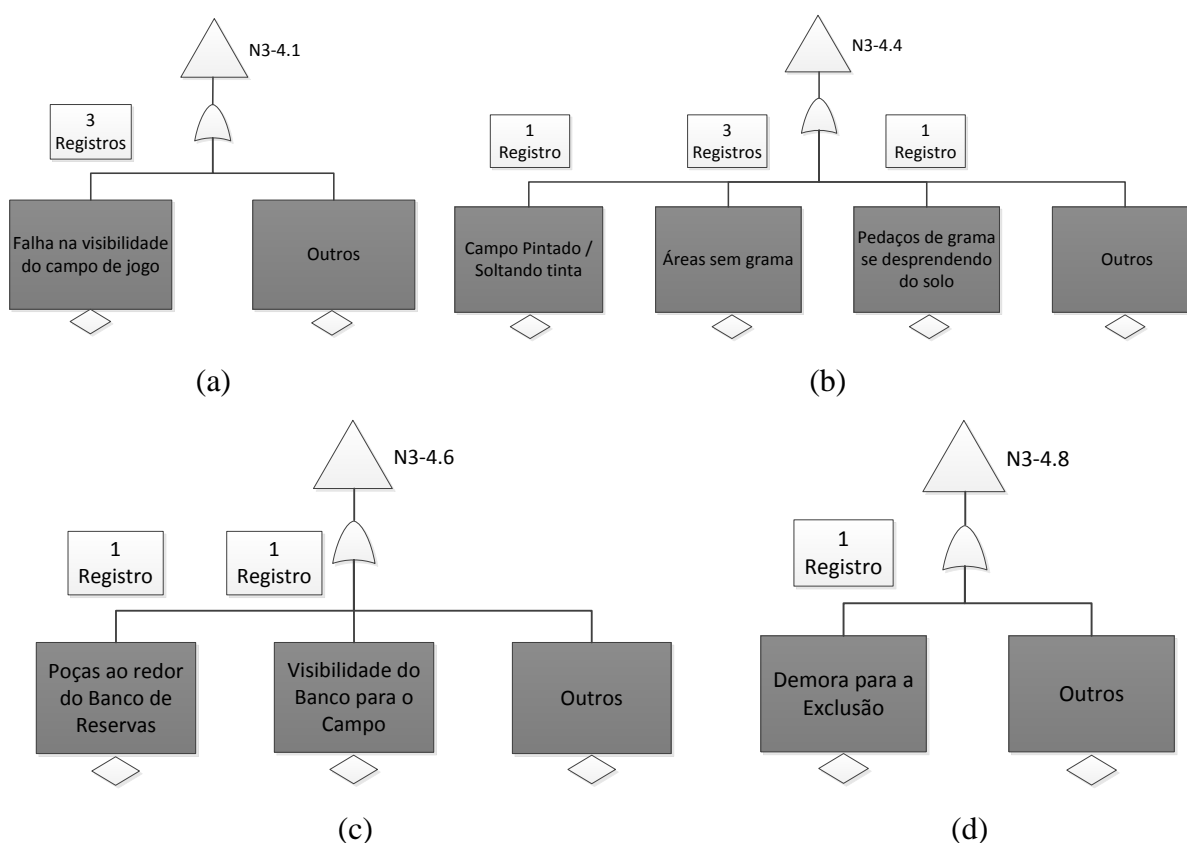 N3-4.1
3
Registros
Falha na visibilidade
do campo de jogo
Outros
(a)
N3-4.4
1
Registro
3
Registros
1
Registro
Campo Pintado /
Soltando tinta
Áreas sem grama
Pedaços de grama
se desprendendo
do solo
Outros
(b)
N3-4.6
1
Registro
1
Registro
Poças ao redor
do Banco de
Reservas
Visibilidade do
Banco para o
Campo
Outros
(c)
N3-4.8
1
Registro
Demora para a
Exclusão
Outros
(d)